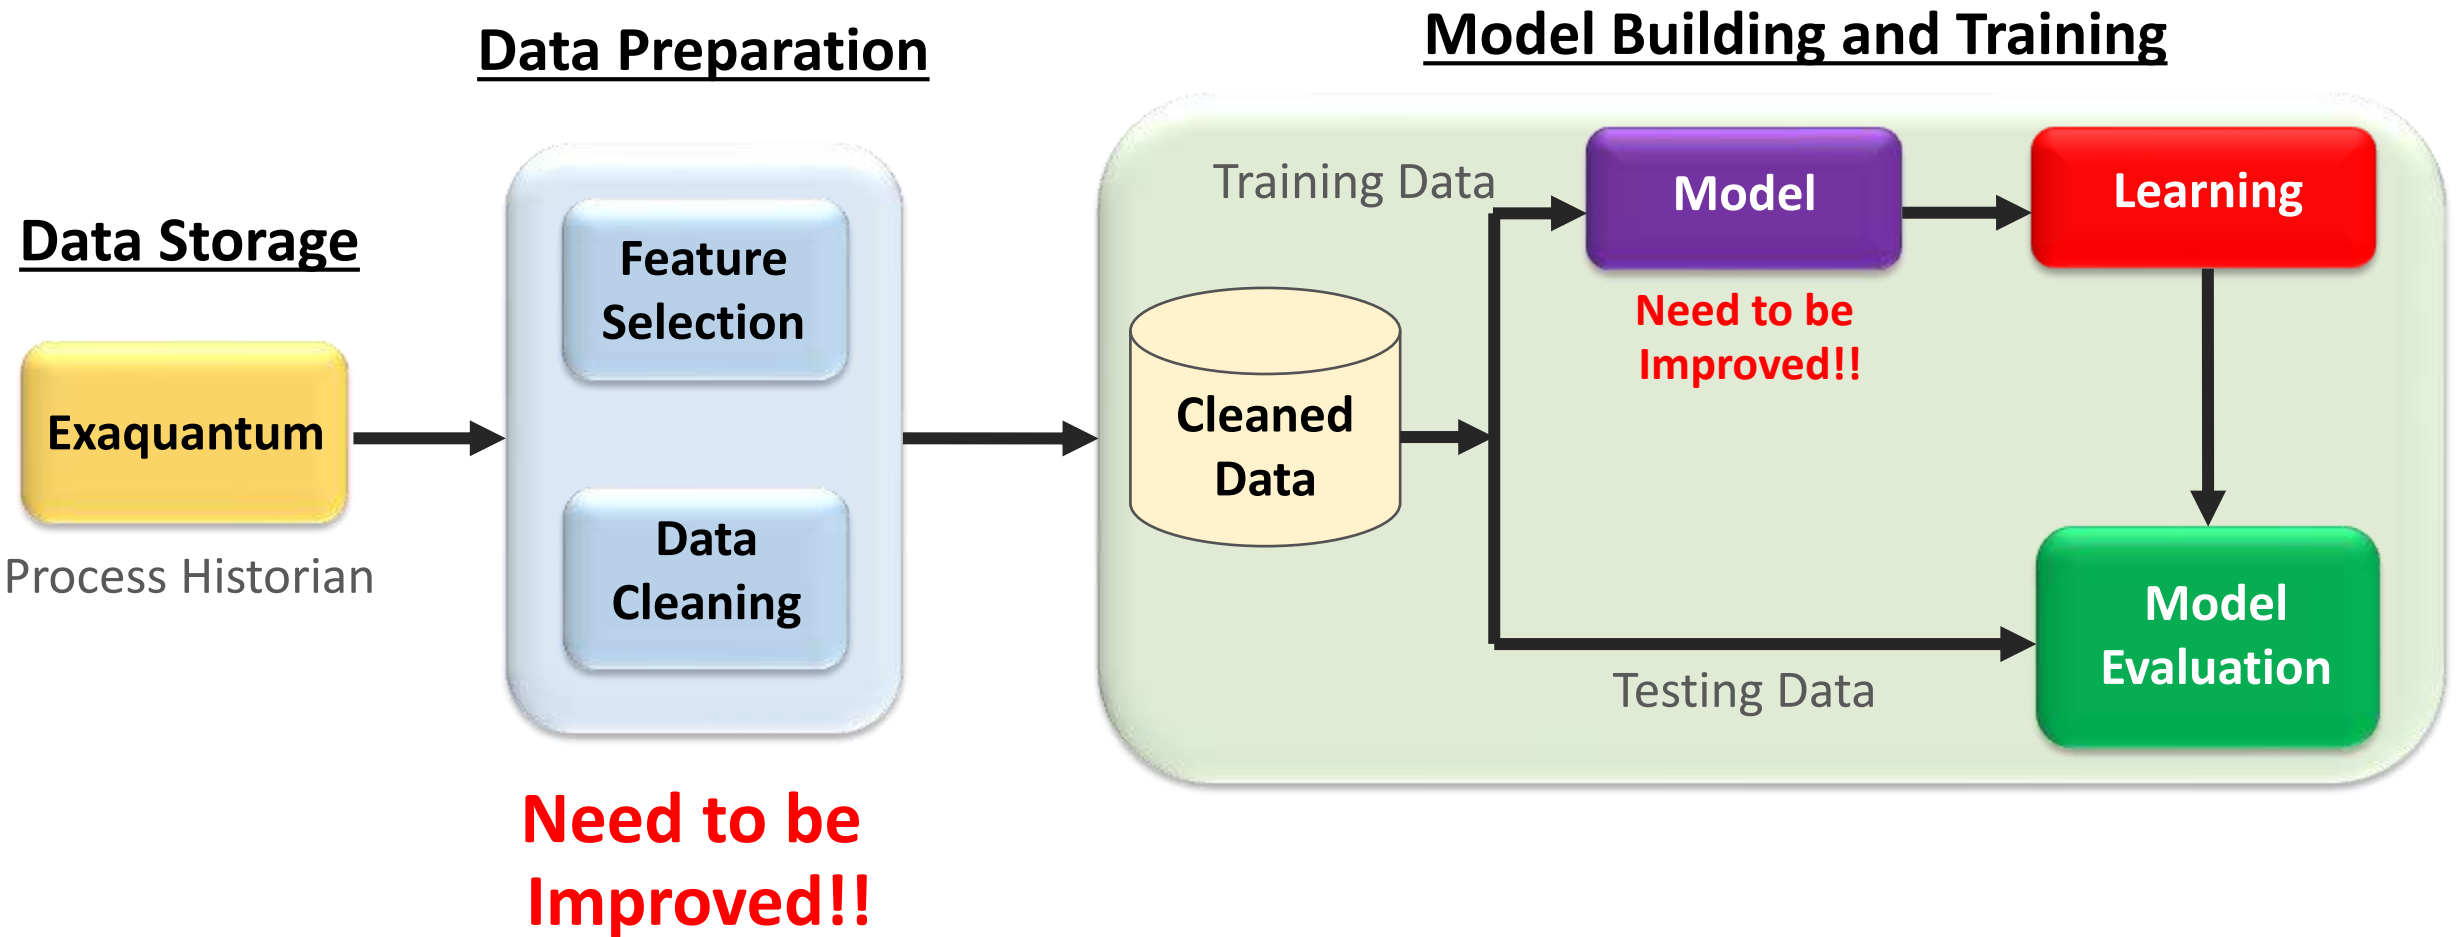 Data Storage
Exaquantum
Process Historian
Data Preparation
Feature
Selection
Data
Cleaning
Need to be
Improved!!
Model Building and Training
Cleaned
Data
Training Data
Model
Need to be
Improved!!
Learning
Testing Data
Model
Evaluation